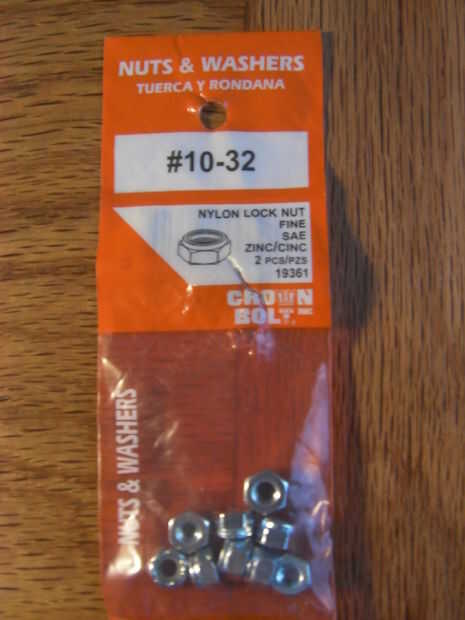 NUTS & WASHERS
TUERCA Y RONDANA
#10-32
NYLON LOCK NUT
FINE
SAE
ZINC/CINC
2 PCS/PZS
19361
CROWN
BOLT
NUTS & WASHERS